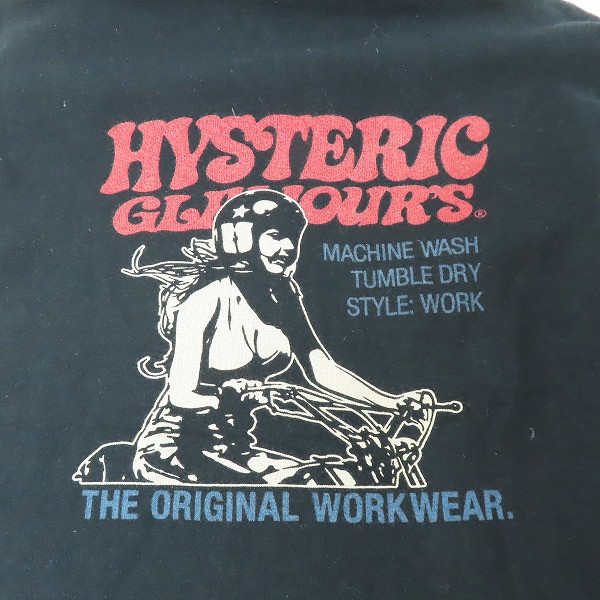 HYSTERIC
GLAMOUR'S®
MACHINE WASH
TUMBLE DRY
STYLE: WORK
THE ORIGINAL WORKWEAR.